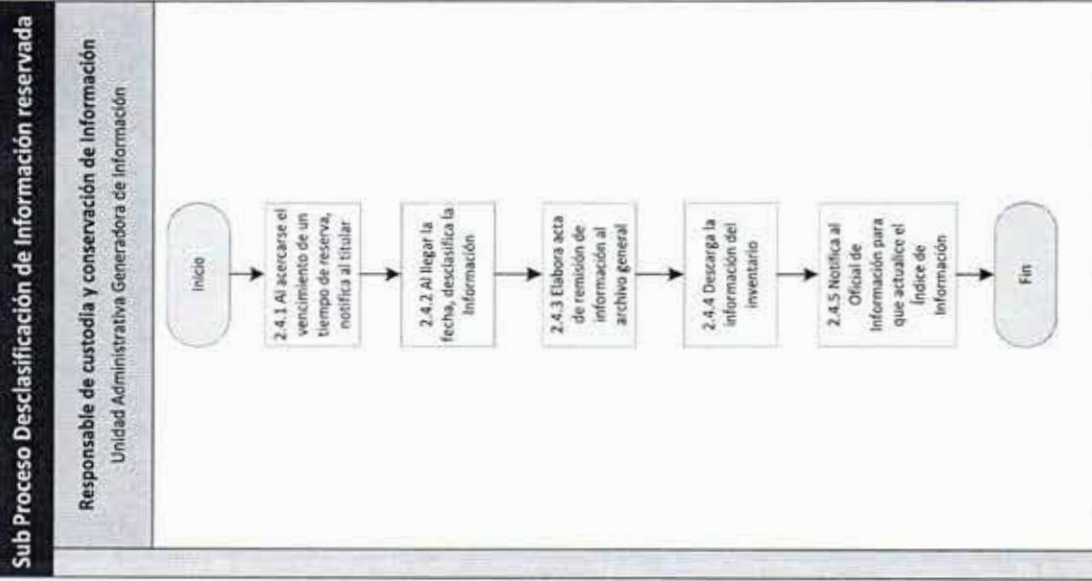 Sub Proceso Desclasificación de Información reservada
Responsable de custodia y conservación de Información
Unidad Administrativa Generadora de Información
Inicio
2.4.1 Al acercarse el
vencimiento de un
tiempo de reserva,
notifica al titular
2.4.2 Al llegar la
fecha, desclasifica la
Información
2.4.3 Elabora acta
de remisión de
información al
archivo general
2.4.4 Descarga la
información del
inventario
2.4.5 Notifica al
Oficial de
Información para
que actualice el
Índice de
Información
Fin